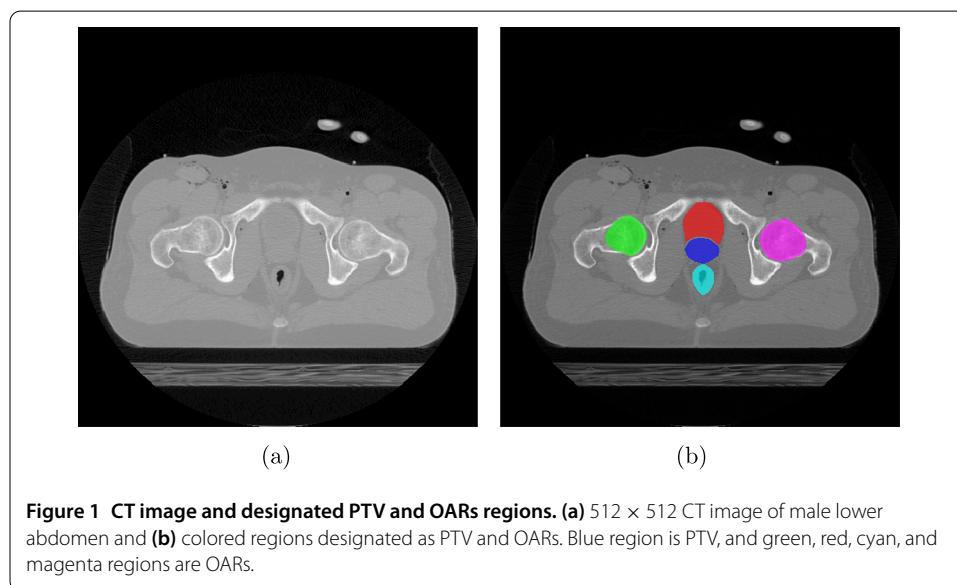 (a)
(b)
Figure 1 CT image and designated PTV and OARs regions. (a) 512 × 512 CT image of male lower
abdomen and (b) colored regions designated as PTV and OARs. Blue region is PTV, and green, red, cyan, and
magenta regions are OARs.